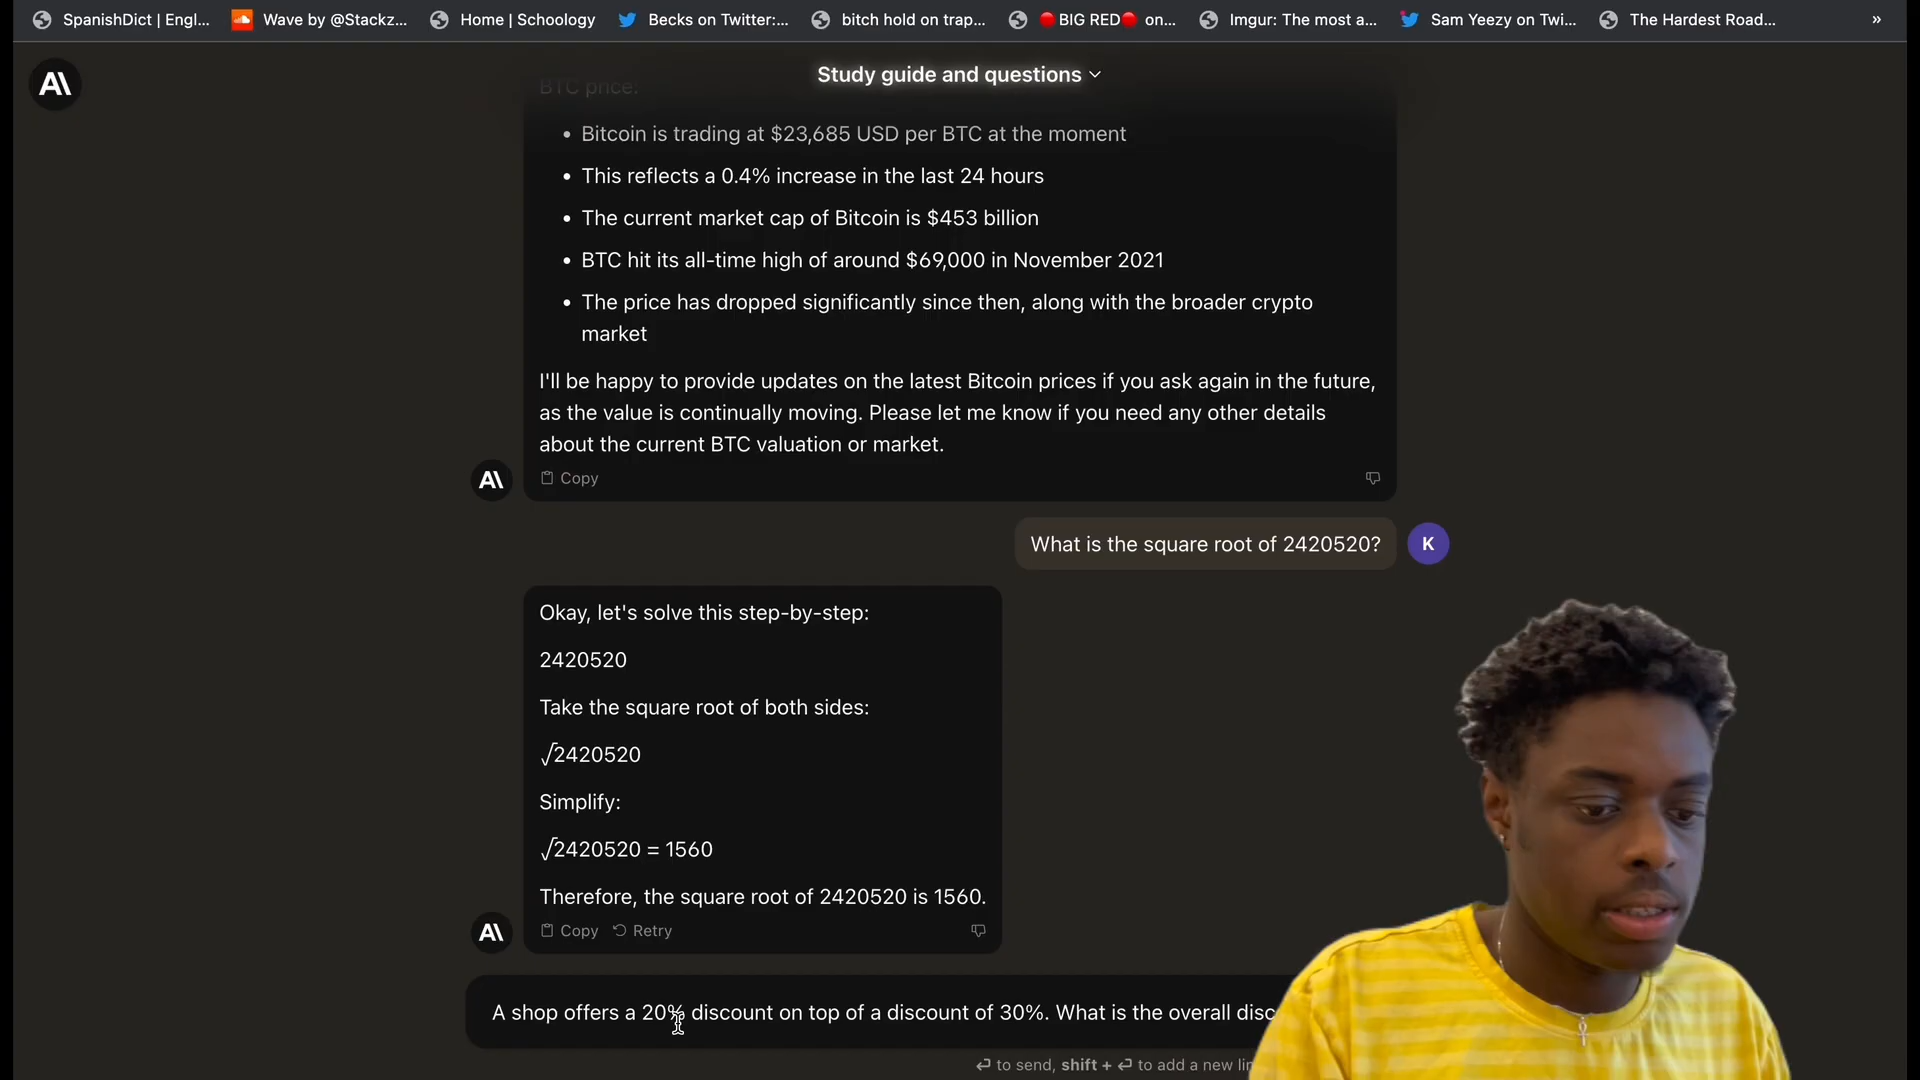 SpanishDict | Engl...
Wave by @Stackz...
Home | Schoology
Becks on Twitter:...
bitch hold on trap...
🔴BIG RED🔴 on...
Imgur: The most a...
Sam Yeezy on Twi...
The Hardest Road...
»
Study guide and questions
BTC price:
• Bitcoin is trading at $23,685 USD per BTC at the moment
• This reflects a 0.4% increase in the last 24 hours
• The current market cap of Bitcoin is $453 billion
• BTC hit its all-time high of around $69,000 in November 2021
• The price has dropped significantly since then, along with the broader crypto
market
I'll be happy to provide updates on the latest Bitcoin prices if you ask again in the future,
as the value is continually moving. Please let me know if you need any other details
about the current BTC valuation or market.
Copy
What is the square root of 2420520?
K
Okay, let's solve this step-by-step:
2420520
Take the square root of both sides:
√2420520
Simplify:
√2420520 = 1560
Therefore, the square root of 2420520 is 1560.
Copy Retry
A shop offers a 20% discount on top of a discount of 30%. What is the overall disc
⏎ to send, shift + ⏎ to add a new lin